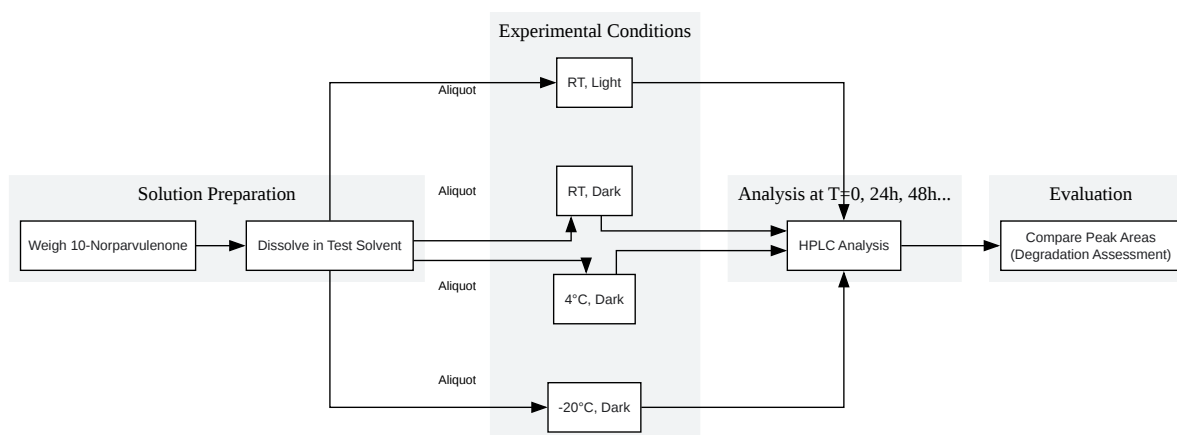 Experimental Conditions
RT, Light
Aliquot
Solution Preparation
Aliquot
RT, Dark
Analysis at T=0, 24h, 48h...
Evaluation
Weigh 10-Norparvulenone
Dissolve in Test Solvent
HPLC Analysis
Compare Peak Areas
(Degradation Assessment)
Aliquot
4°C, Dark
Aliquot
-20°C, Dark